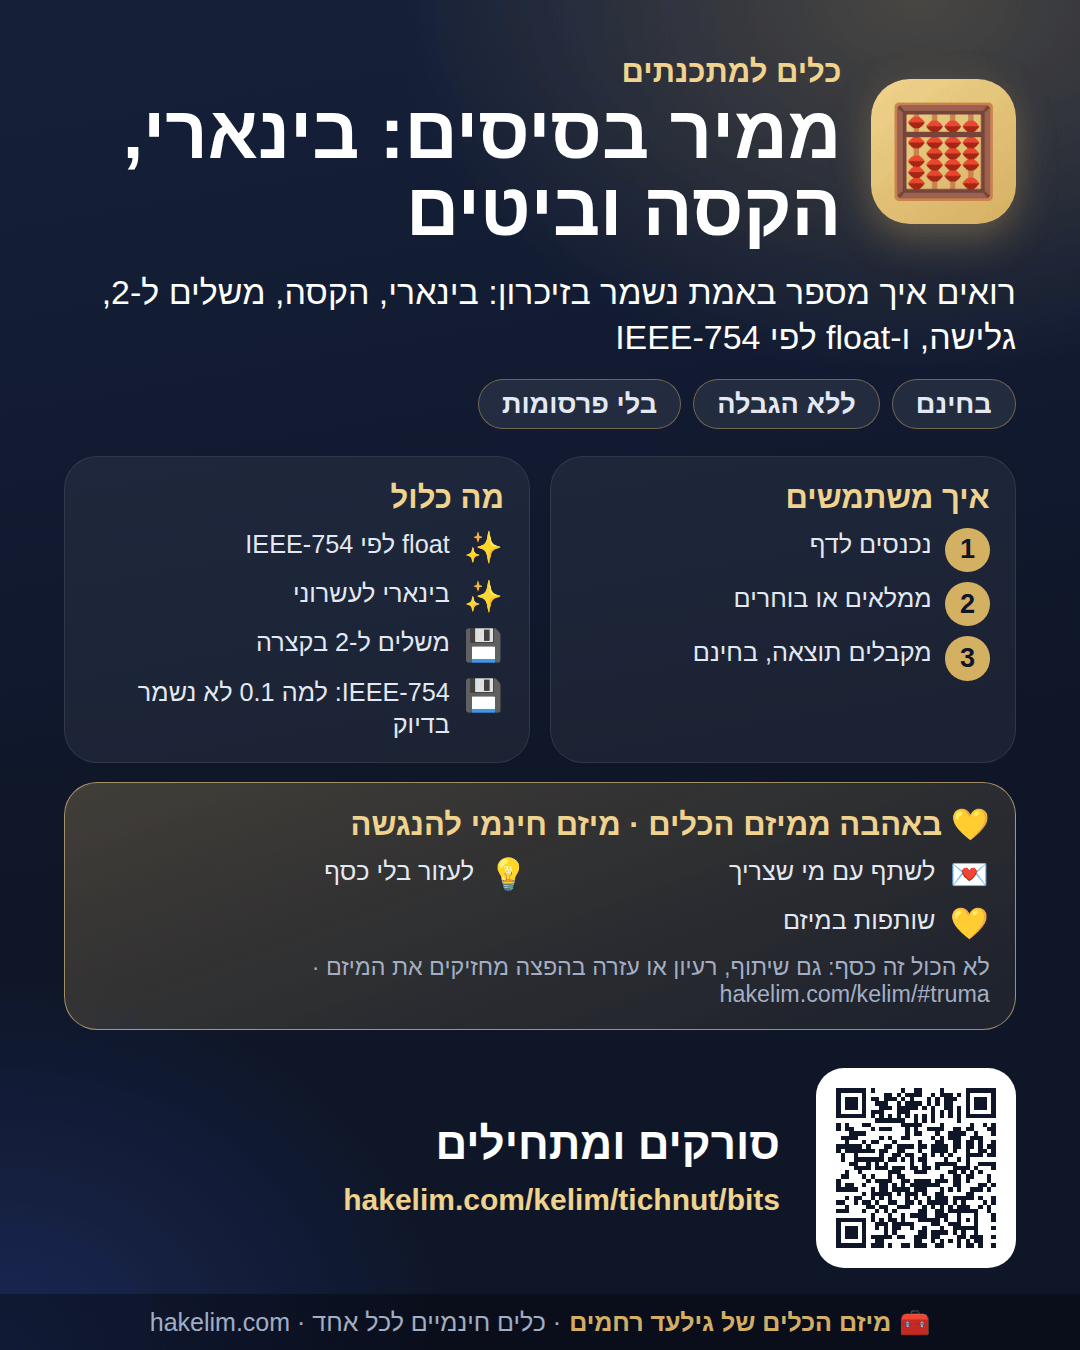 כלים למתכנתים
ממיר בסיסים: בינארי,
הקסה וביטים
רואים איך מספר באמת נשמר בזיכרון: בינארי, הקסה, משלים ל-2,
גלישה, ו-float לפי IEEE-754
בחינם
ללא הגבלה
בלי פרסומות
איך משתמשים
1 נכנסים לדף
2 ממלאים או בוחרים
3 מקבלים תוצאה, בחינם
מה כלול
float לפי IEEE-754
בינארי לעשרוני
משלים ל-2 בקצרה
IEEE-754: למה 0.1 לא נשמר
בדיוק
באהבה ממיזם הכלים · מיזם חינמי להנגשה
לשתף עם מי שצריך
לעזור בלי כסף
שותפות במיזם
לא הכול זה כסף: גם שיתוף, רעיון או עזרה בהפצה מחזיקים את המיזם ·
hakelim.com/kelim/#truma
סורקים ומתחילים
hakelim.com/kelim/tichnut/bits
מיזם הכלים של גילעד רחמים · כלים חינמיים לכל אחד · hakelim.com